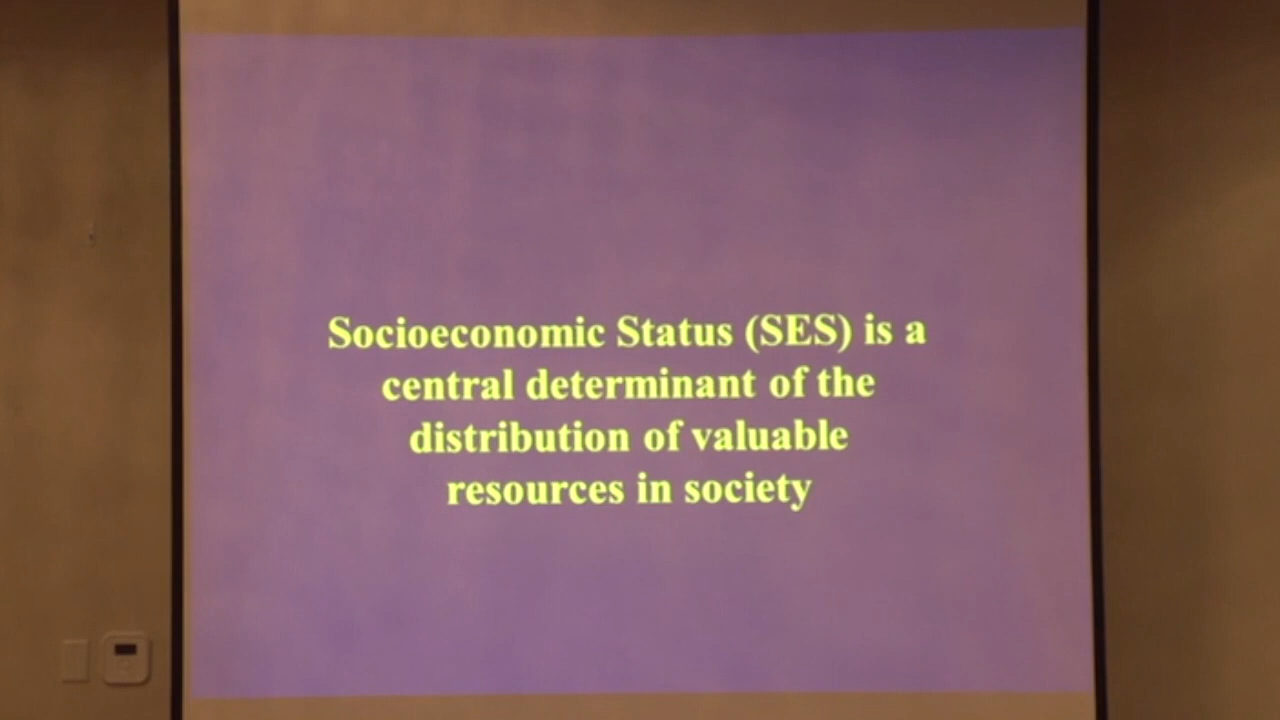 Socioeconomic Status (SES) is a
central determinant of the
distribution of valuable
resources in society